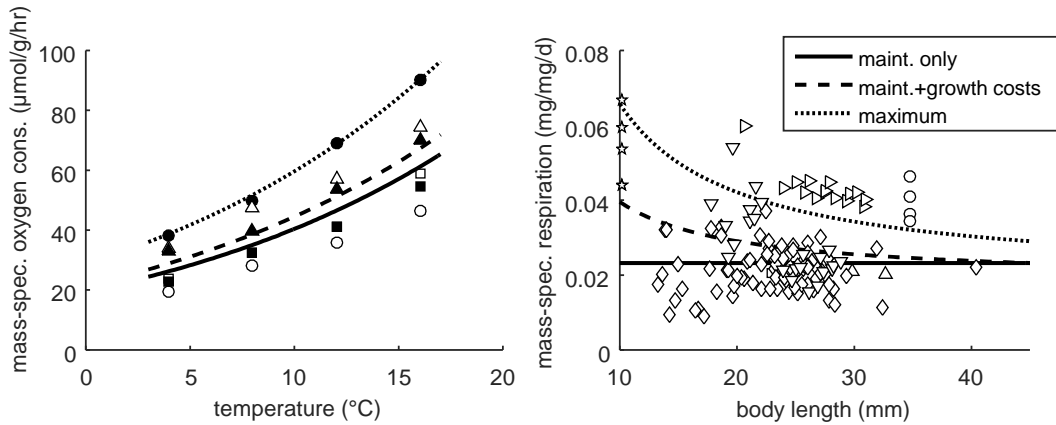 mass-spec. oxygen cons. (µmol/g/hr)
100
80
60
40
20
0
0
5
10
15
20
temperature (°C)
mass-spec. respiration (mg/mg/d)
0.08
0.06
0.04
0.02
0
10
20
30
40
body length (mm)
maint. only
maint.+growth costs
maximum